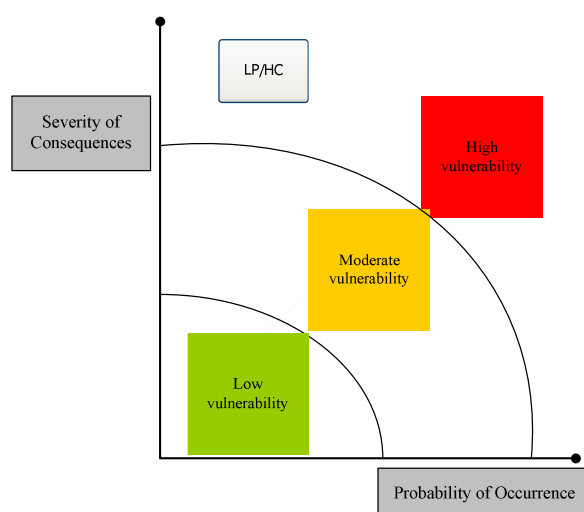 LP/HC
Severity of
Consequences
High
vulnerability
Moderate
vulnerability
Low
vulnerability
Probability of Occurrence